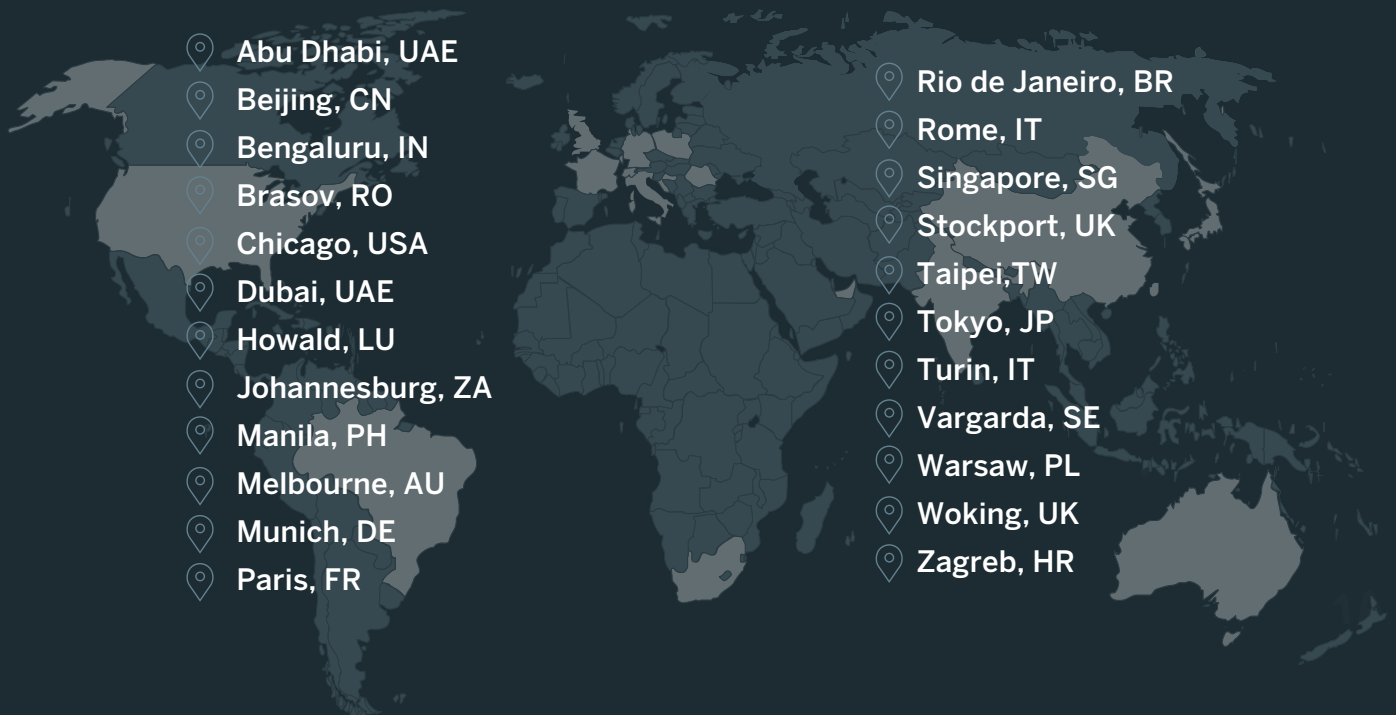 Abu Dhabi, UAE
Beijing, CN
Bengaluru, IN
Brasov, RO
Chicago, USA
Dubai, UAE
Howald, LU
Johannesburg, ZA
Manila, PH
Melbourne, AU
Munich, DE
Paris, FR
Rio de Janeiro, BR
Rome, IT
Singapore, SG
Stockport, UK
Taipei,TW
Tokyo, JP
Turin, IT
Vargarda, SE
Warsaw, PL
Woking, UK
Zagreb, HR